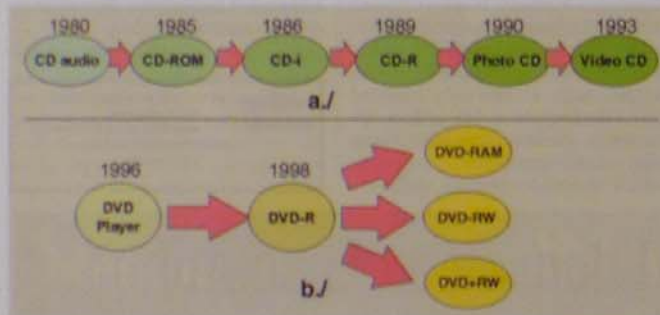 1980 1985 1986 1989 1990 1993
CD audio CD-ROM CD-i CD-R Photo CD Video CD
a./
1996 1998
DVD-RAM
DVD
Player
DVD-R
DVD-RW
DVD+RW
b./